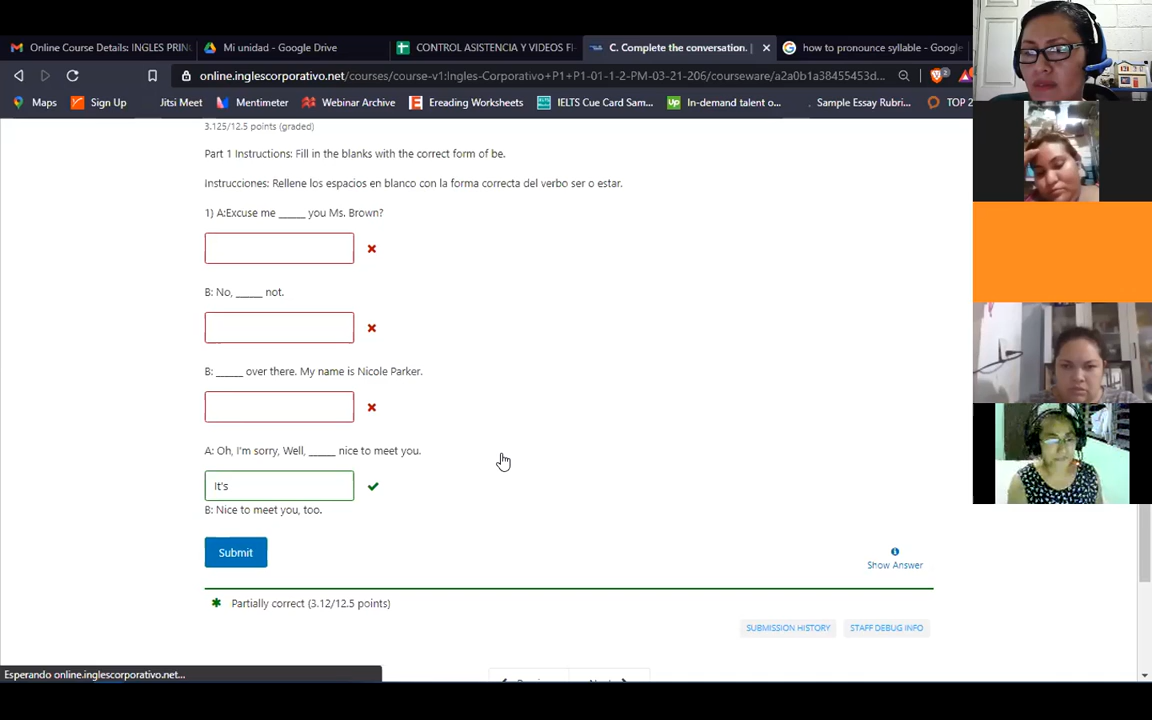 Online Course Details: INGLES PRIN
Mi unidad - Google Drive
CONTROL ASISTENCIA Y VIDEOS FI
C. Complete the conversation. |
how to pronounce syllable - Google
online.inglescorporativo.net/courses/course-v1:Ingles-Corporativo+P1+P1-01-1-2-PM-03-21-206/courseware/a2a0b1a38455453d...
2
Maps
Sign Up
Jitsi Meet
Mentimeter
Webinar Archive
Ereading Worksheets
IELTS Cue Card Sam...
In-demand talent o...
Sample Essay Rubri...
TOP 2
3.125/12.5 points (graded)
Part 1 Instructions: Fill in the blanks with the correct form of be.
Instrucciones: Rellene los espacios en blanco con la forma correcta del verbo ser o estar.
1) A:Excuse me ______ you Ms. Brown?
B: No, ______ not.
B: ______ over there. My name is Nicole Parker.
A: Oh, I'm sorry, Well, ______ nice to meet you.
It's
B: Nice to meet you, too.
Submit
Show Answer
Partially correct (3.12/12.5 points)
SUBMISSION HISTORY
STAFF DEBUG INFO
Esperando online.inglescorporativo.net...